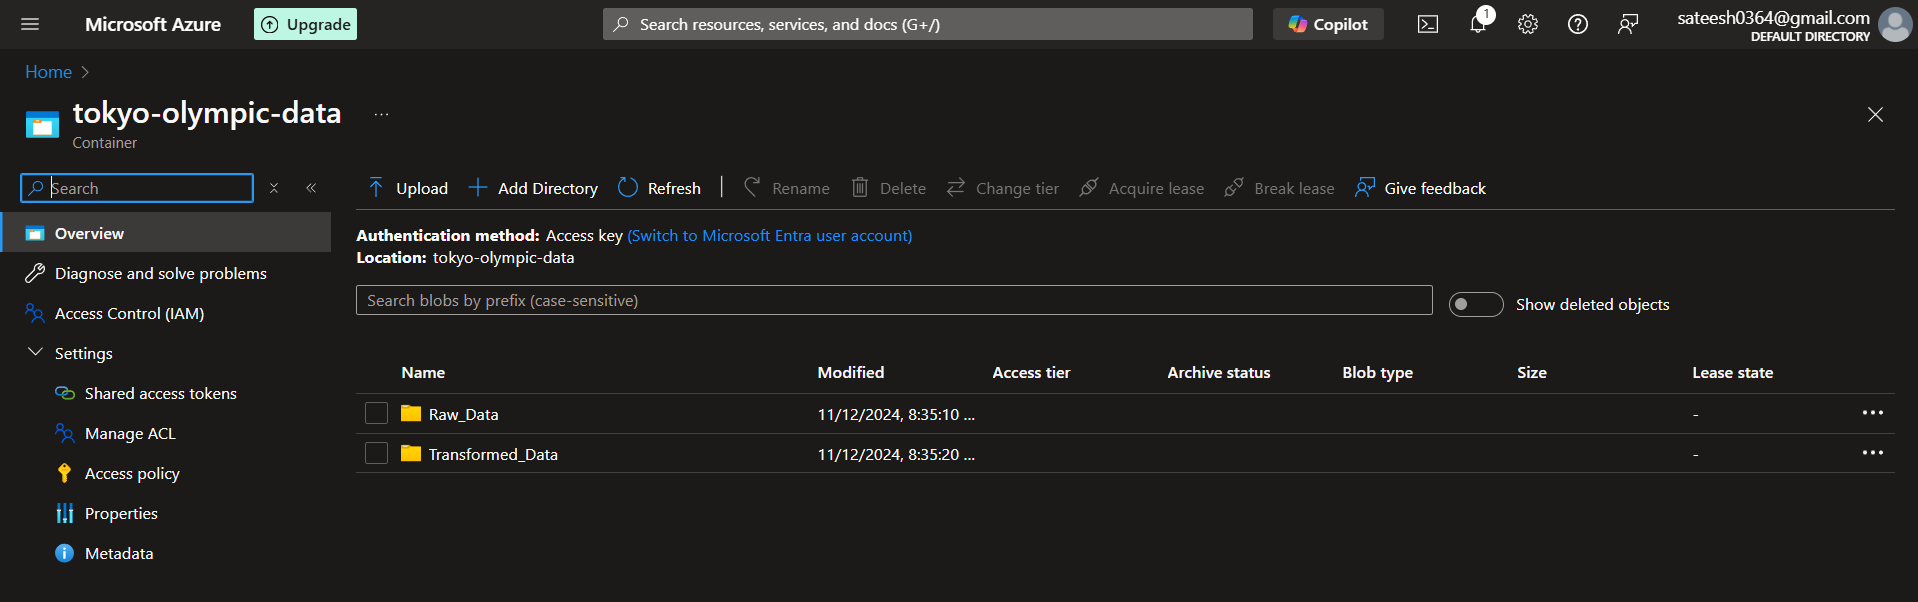 Microsoft Azure Upgrade Search resources, services, and docs (G+/) Copilot 1 sateesh0364@gmail.com
DEFAULT DIRECTORY
Home
tokyo-olympic-data ...
Container
Search
Upload Add Directory Refresh Rename Delete Change tier Acquire lease Break lease Give feedback
Overview
Diagnose and solve problems
Access Control (IAM)
Settings
Shared access tokens
Manage ACL
Access policy
Properties
Metadata
Authentication method: Access key (Switch to Microsoft Entra user account)
Location: tokyo-olympic-data
Search blobs by prefix (case-sensitive) Show deleted objects
Name Modified Access tier Archive status Blob type Size Lease state
Raw_Data 11/12/2024, 8:35:10 ... - ...
Transformed_Data 11/12/2024, 8:35:20 ... - ...